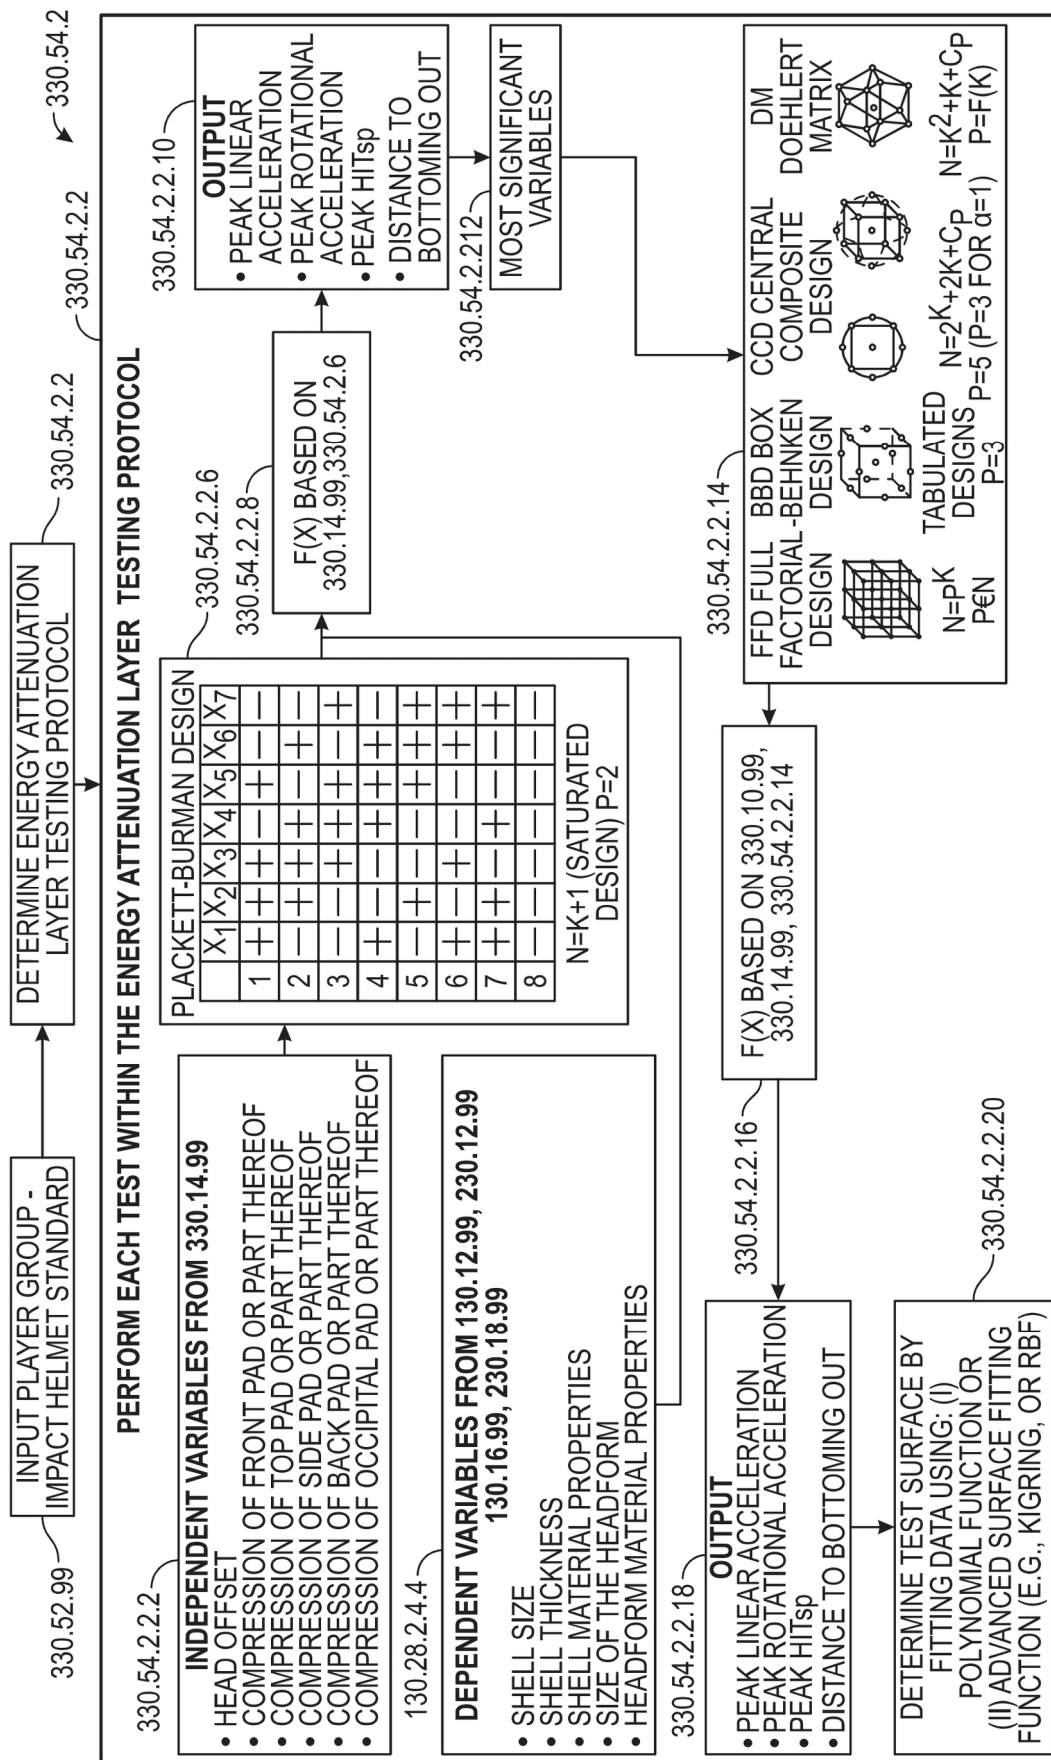 330.54.2
330.52.99
INPUT PLAYER GROUP -
IMPACT HELMET STANDARD
DETERMINE ENERGY ATTENUATION
LAYER TESTING PROTOCOL
330.54.2.2
330.54.2.2
PERFORM EACH TEST WITHIN THE ENERGY ATTENUATION LAYER TESTING PROTOCOL
330.54.2.2.2
INDEPENDENT VARIABLES FROM 330.14.99
• HEAD OFFSET
• COMPRESSION OF FRONT PAD OR PART THEREOF
• COMPRESSION OF TOP PAD OR PART THEREOF
• COMPRESSION OF SIDE PAD OR PART THEREOF
• COMPRESSION OF BACK PAD OR PART THEREOF
• COMPRESSION OF OCCIPITAL PAD OR PART THEREOF
130.28.2.4.4
DEPENDENT VARIABLES FROM 130.12.99, 230.12.99
130.16.99, 230.18.99
• SHELL SIZE
• SHELL THICKNESS
• SHELL MATERIAL PROPERTIES
• SIZE OF THE HEADFORM
• HEADFORM MATERIAL PROPERTIES
330.54.2.2.6
PLACKETT-BURMAN DESIGN
X1 X2 X3 X4 X5 X6 X7
1 + + + — + — —
2 — + + + — + —
3 — — + + + — +
4 + — — + + + —
5 — + — — + + +
6 + — + — — + +
7 + + — + — — +
8 — — — — — — —
N=K+1 (SATURATED
DESIGN) P=2
330.54.2.2.8
F(X) BASED ON
330.14.99,330.54.2.6
330.54.2.2.10
OUTPUT
• PEAK LINEAR
ACCELERATION
• PEAK ROTATIONAL
ACCELERATION
• PEAK HITsp
• DISTANCE TO
BOTTOMING OUT
330.54.2.212
MOST SIGNIFICANT
VARIABLES
330.54.2.2.14
FFD FULL
FACTORIAL-
DESIGN
N=P^K
P€N
BBD BOX
BEHNKEN
DESIGN
TABULATED
DESIGNS
P=3
CCD CENTRAL
COMPOSITE
DESIGN
N=2^K+2K+CP
P=5 (P=3 FOR α=1)
DM
DOEHLERT
MATRIX
N=K^2+K+CP
P=F(K)
330.54.2.2.16
F(X) BASED ON 330.10.99,
330.14.99, 330.54.2.2.14
330.54.2.2.18
OUTPUT
• PEAK LINEAR ACCELERATION
• PEAK ROTATIONAL ACCELERATION
• PEAK HITsp
• DISTANCE TO BOTTOMING OUT
330.54.2.2.20
DETERMINE TEST SURFACE BY
FITTING DATA USING: (I)
POLYNOMIAL FUNCTION OR
(II) ADVANCED SURFACE FITTING
FUNCTION (E.G., KIGRING, OR RBF)